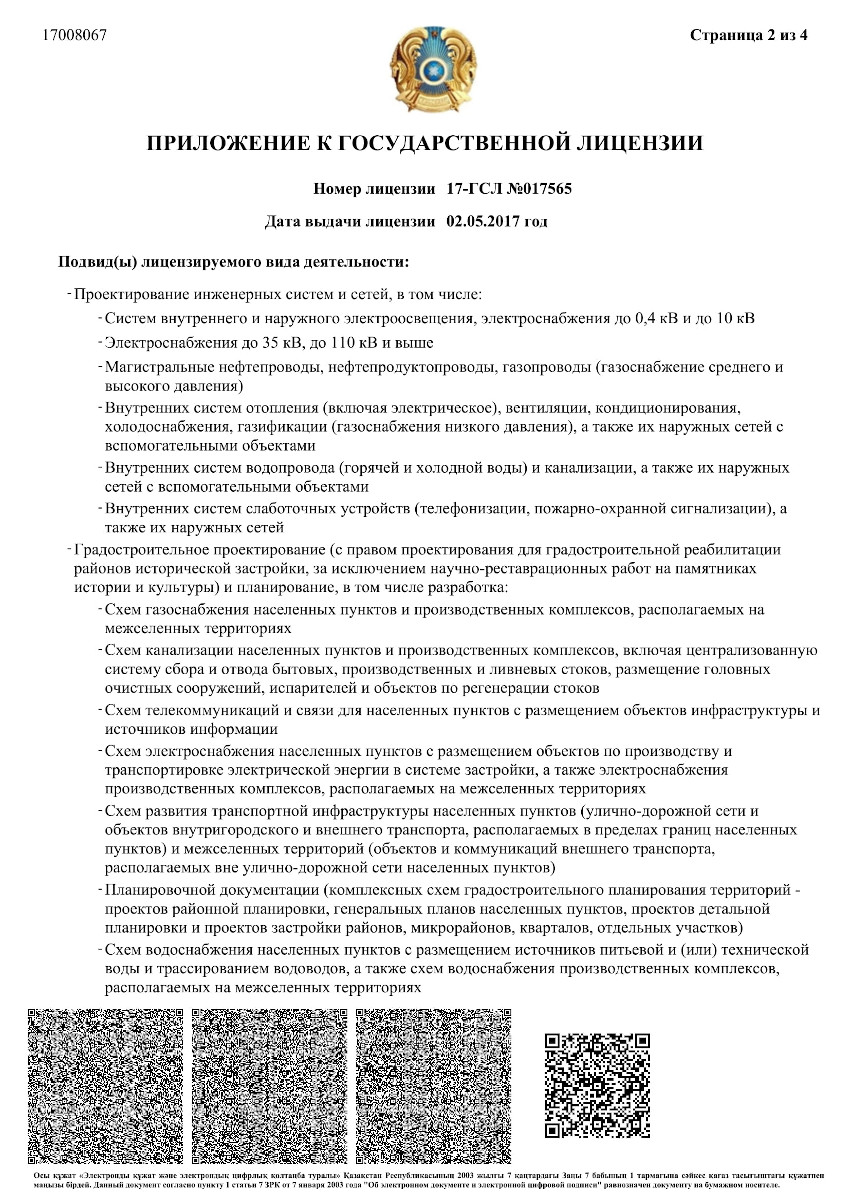 17008067
Страница 2 из 4
ПРИЛОЖЕНИЕ К ГОСУДАРСТВЕННОЙ ЛИЦЕНЗИИ
Номер лицензии 17-ГСЛ №017565
Дата выдачи лицензии 02.05.2017 год
Подвид(ы) лицензируемого вида деятельности:
- Проектирование инженерных систем и сетей, в том числе:
- Систем внутреннего и наружного электроосвещения, электроснабжения до 0,4 кВ и до 10 кВ
- Электроснабжения до 35 кВ, до 110 кВ и выше
- Магистральные нефтепроводы, нефтепродуктопроводы, газопроводы (газоснабжение среднего и
высокого давления)
- Внутренних систем отопления (включая электрическое), вентиляции, кондиционирования,
холодоснабжения, газификации (газоснабжения низкого давления), а также их наружных сетей с
вспомогательными объектами
- Внутренних систем водопровода (горячей и холодной воды) и канализации, а также их наружных
сетей с вспомогательными объектами
- Внутренних систем слаботочных устройств (телефонизации, пожарно-охранной сигнализации), а
также их наружных сетей
- Градостроительное проектирование (с правом проектирования для градостроительной реабилитации
районов исторической застройки, за исключением научно-реставрационных работ на памятниках
истории и культуры) и планирование, в том числе разработка:
- Схем газоснабжения населенных пунктов и производственных комплексов, располагаемых на
межселенных территориях
- Схем канализации населенных пунктов и производственных комплексов, включая централизованную
систему сбора и отвода бытовых, производственных и ливневых стоков, размещение головных
очистных сооружений, испарителей и объектов по регенерации стоков
- Схем телекоммуникаций и связи для населенных пунктов с размещением объектов инфраструктуры и
источников информации
- Схем электроснабжения населенных пунктов с размещением объектов по производству и
транспортировке электрической энергии в системе застройки, а также электроснабжения
производственных комплексов, располагаемых на межселенных территориях
- Схем развития транспортной инфраструктуры населенных пунктов (улично-дорожной сети и
объектов внутригородского и внешнего транспорта, располагаемых в пределах границ населенных
пунктов) и межселенных территорий (объектов и коммуникаций внешнего транспорта,
располагаемых вне улично-дорожной сети населенных пунктов)
- Планировочной документации (комплексных схем градостроительного планирования территорий -
проектов районной планировки, генеральных планов населенных пунктов, проектов детальной
планировки и проектов застройки районов, микрорайонов, кварталов, отдельных участков)
- Схем водоснабжения населенных пунктов с размещением источников питьевой и (или) технической
воды и трассированием водоводов, а также схем водоснабжения производственных комплексов,
располагаемых на межселенных территориях
Осы құжат «Электронды құжат және электрондық цифрлық қолтаңба туралы» Қазақстан Республикасының 2003 жылғы 7 қаңтардағы Заңы 7 бабының 1 тармағына сәйкес қағаз тасығыштағы құжатпен
маңызы бірдей. Данный документ согласно пункту 1 статьи 7 ЗРК от 7 января 2003 года "Об электронном документе и электронной цифровой подписи" равнозначен документу на бумажном носителе.